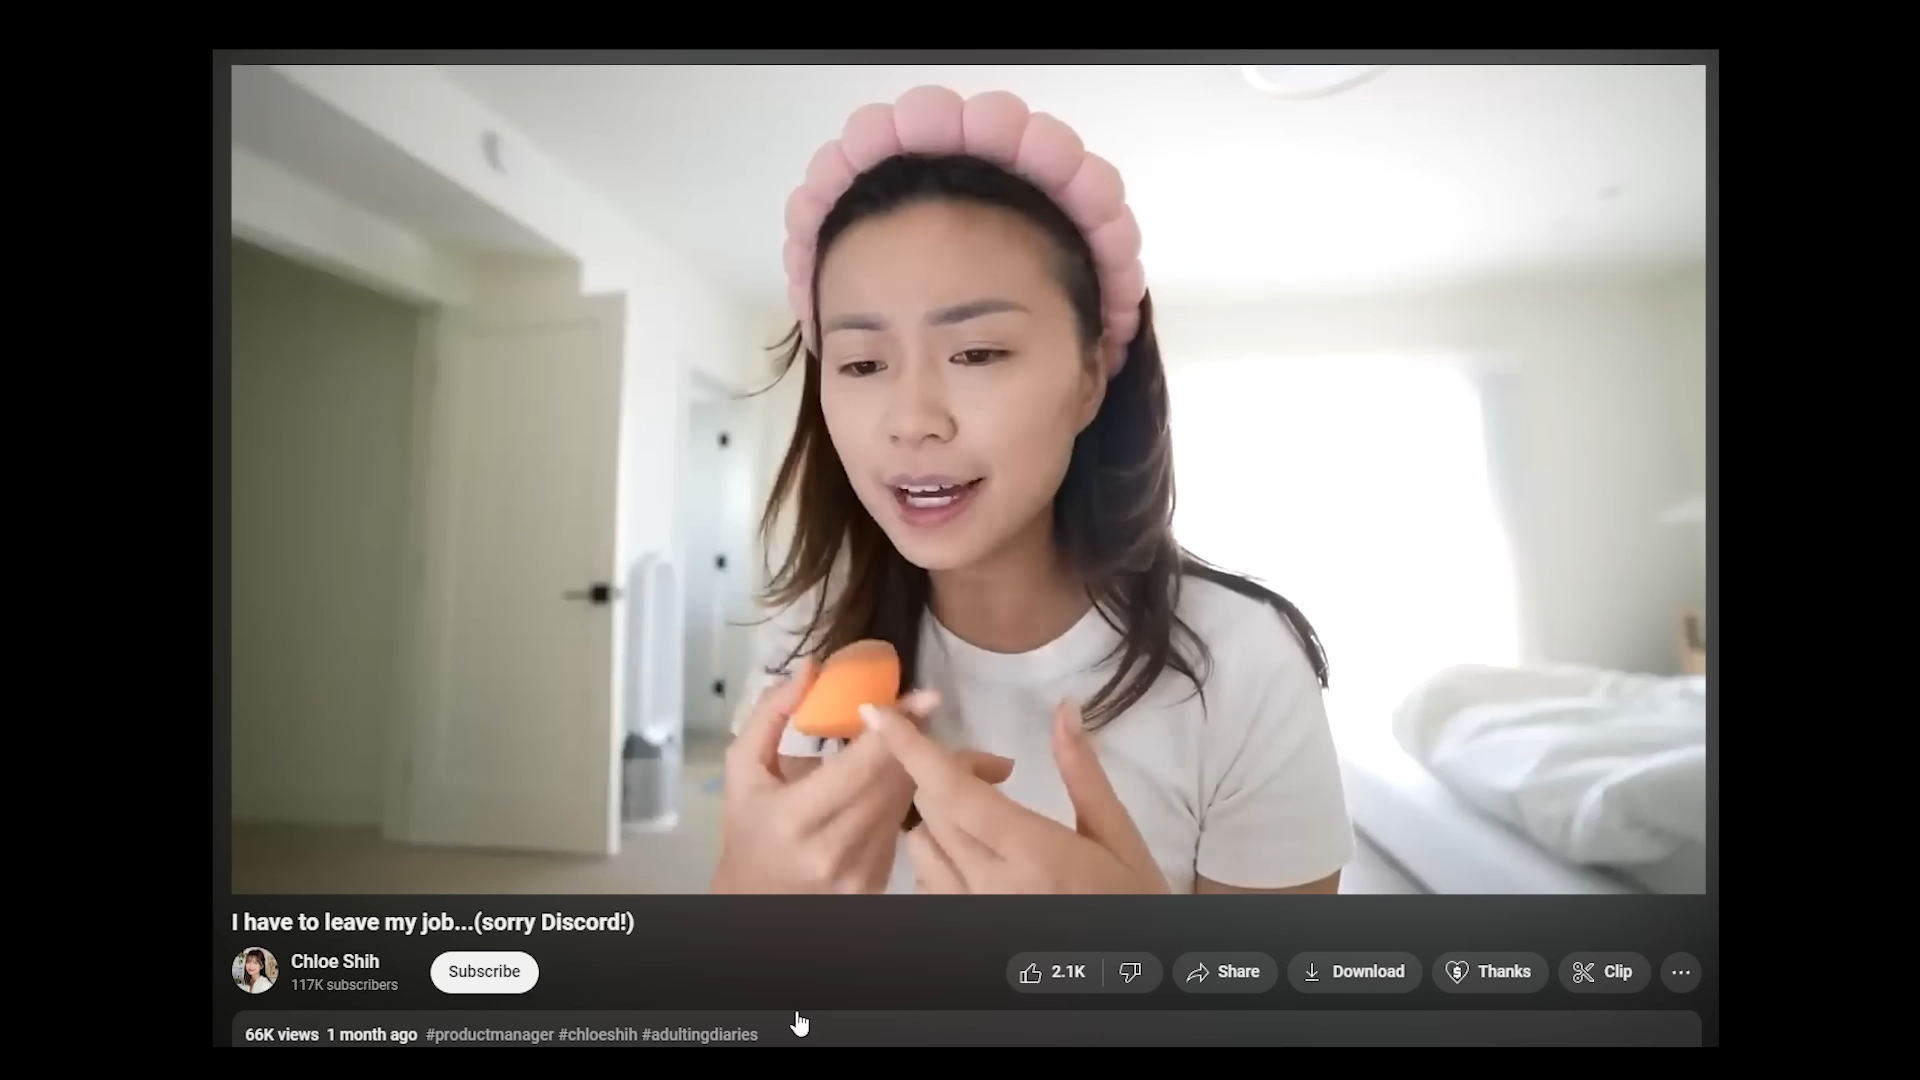 I have to leave my job...(sorry Discord!)
Chloe Shih
117K subscribers
Subscribe
2.1K
Share
Download
Thanks
Clip
66K views 1 month ago #productmanager #chloeshih #adultingdiaries